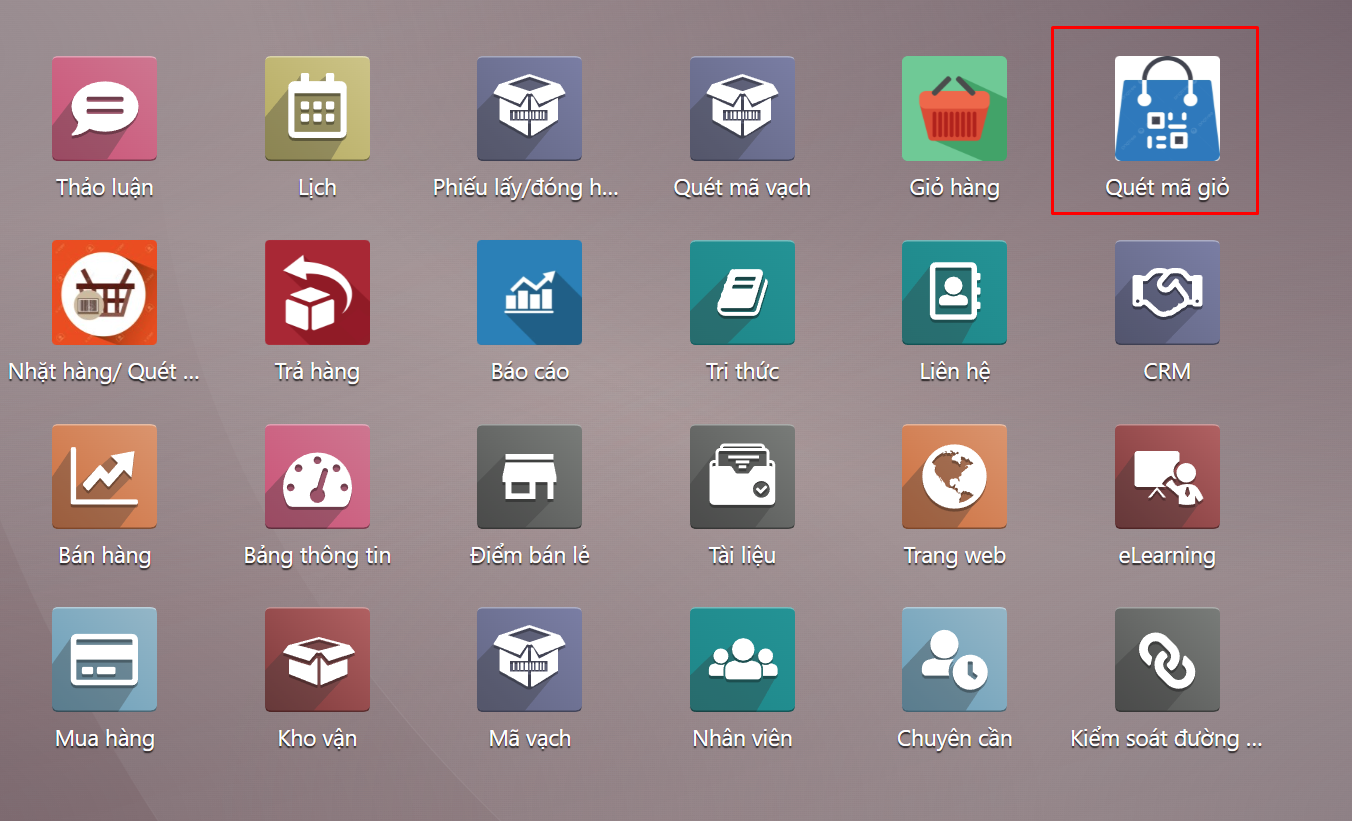 Thảo luận
Lịch
Phiếu lấy/đóng h...
Quét mã vạch
Giỏ hàng
Quét mã giỏ
Nhặt hàng/ Quét ...
Trả hàng
Báo cáo
Tri thức
Liên hệ
CRM
Bán hàng
Bảng thông tin
Điểm bán lẻ
Tài liệu
Trang web
eLearning
Mua hàng
Kho vận
Mã vạch
Nhân viên
Chuyên cần
Kiểm soát đường ...